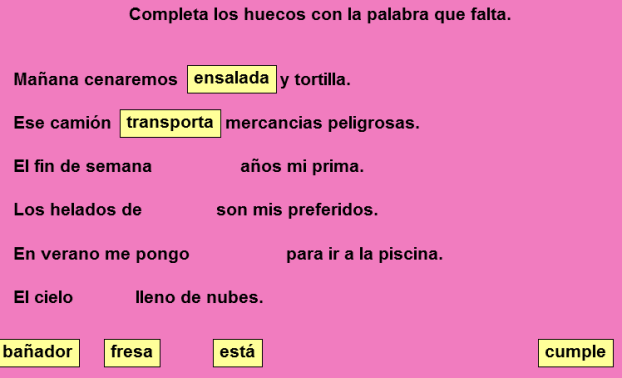 Completa los huecos con la palabra que falta.
Mañana cenaremos ensalada y tortilla.
Ese camión transporta mercancias peligrosas.
El fin de semana años mi prima.
Los helados de son mis preferidos.
En verano me pongo para ir a la piscina.
El cielo lleno de nubes.
bañador fresa está cumple